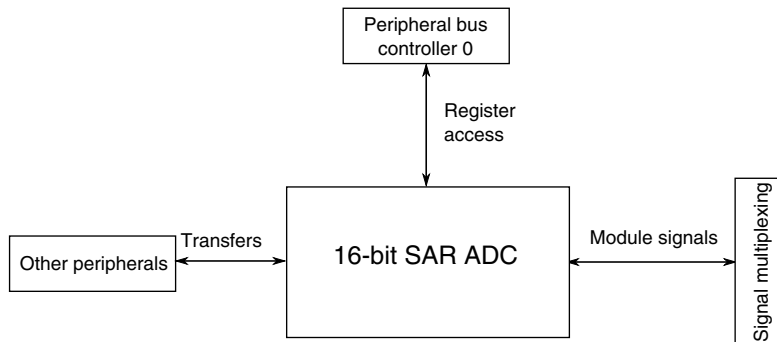 Peripheral bus
controller 0
Register
access
Transfers
Other peripherals
16-bit SAR ADC
Module signals
Signal multiplexing